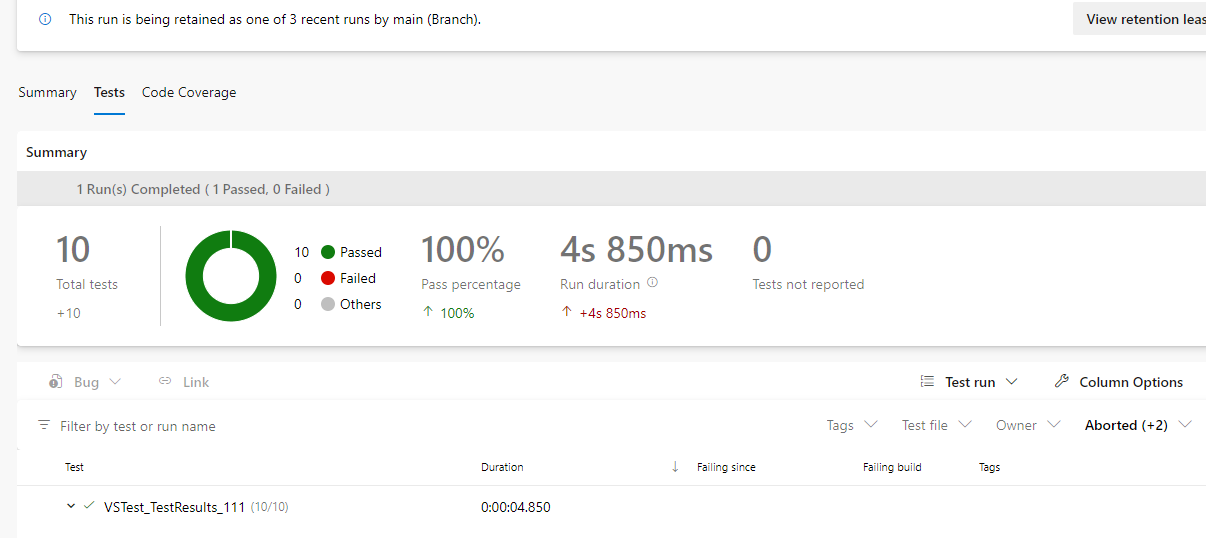 This run is being retained as one of 3 recent runs by main (Branch).
View retention leas
Summary Tests Code Coverage
Summary
1 Run(s) Completed ( 1 Passed, 0 Failed )
10
Total tests
+10
10 Passed
0 Failed
0 Others
100%
Pass percentage
100%
4s 850ms
Run duration
+4s 850ms
0
Tests not reported
Bug Link Test run Column Options
Filter by test or run name Tags Test file Owner Aborted (+2)
Test Duration Failing since Failing build Tags
VSTest_TestResults_111 (10/10) 0:00:04.850